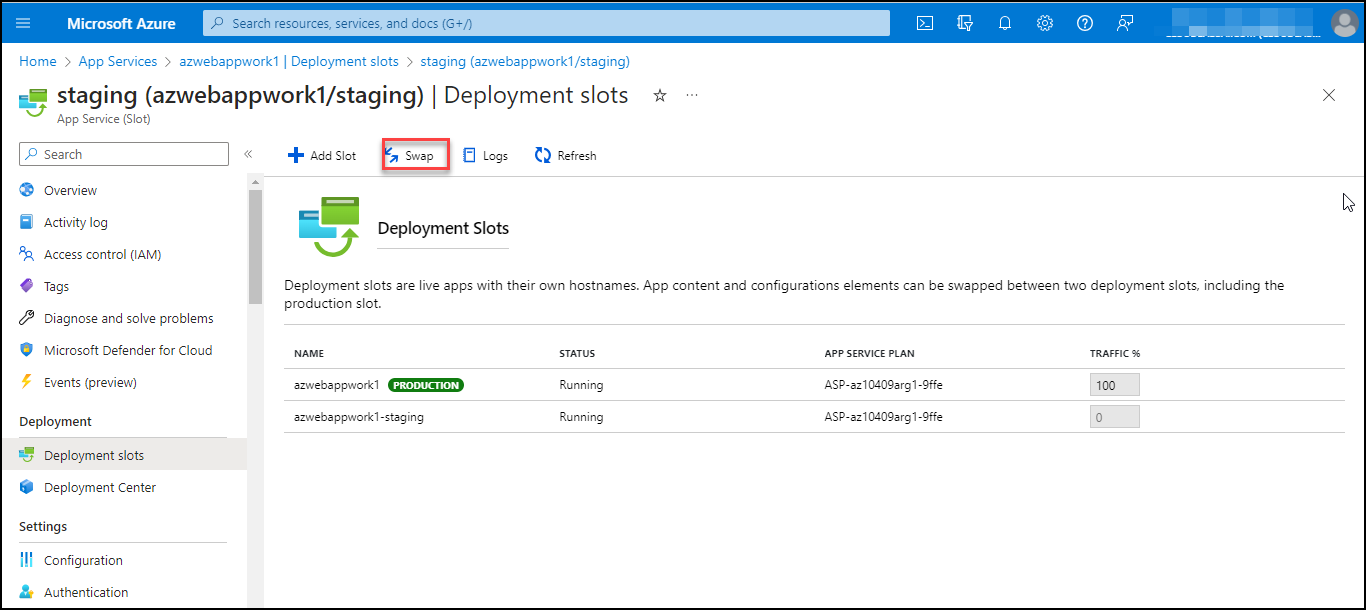 Microsoft Azure
Search resources, services, and docs (G+/)
Home > App Services > azwebappwork1 | Deployment slots > staging (azwebappwork1/staging)
staging (azwebappwork1/staging) | Deployment slots
App Service (Slot)
Search
Add Slot
Swap
Logs
Refresh
Overview
Activity log
Access control (IAM)
Tags
Diagnose and solve problems
Microsoft Defender for Cloud
Events (preview)
Deployment
Deployment slots
Deployment Center
Settings
Configuration
Authentication
Deployment Slots
Deployment slots are live apps with their own hostnames. App content and configurations elements can be swapped between two deployment slots, including the
production slot.
NAME STATUS APP SERVICE PLAN TRAFFIC %
azwebappwork1 PRODUCTION Running ASP-az10409arg1-9ffe 100
azwebappwork1-staging Running ASP-az10409arg1-9ffe 0